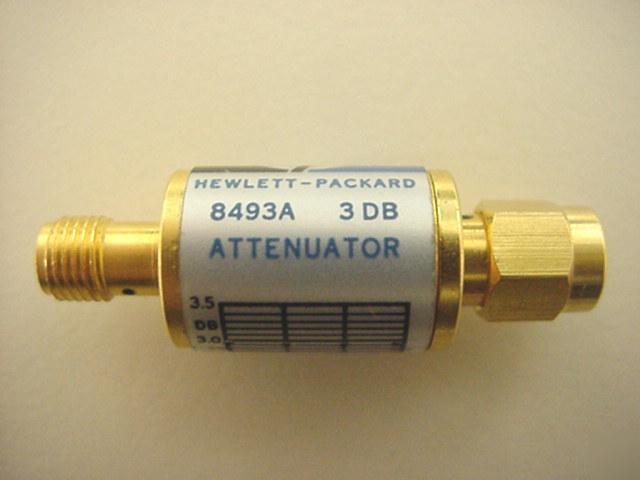 HEWLETT-PACKARD
8493A 3 DB
ATTENUATOR
3.5
DB
3.0